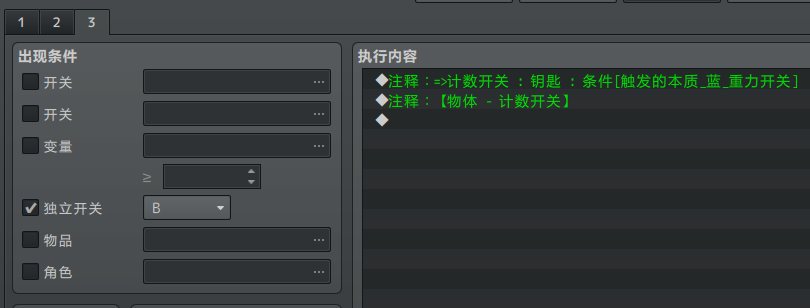 1 2 3
出现条件
开关 ...
开关 ...
变量 ...
≥
独立开关 B
物品 ...
角色 ...
执行内容
◆注释：=>计数开关 : 钥匙 : 条件[触发的本质_蓝_重力开关]
◆注释：【物体 - 计数开关】
◆